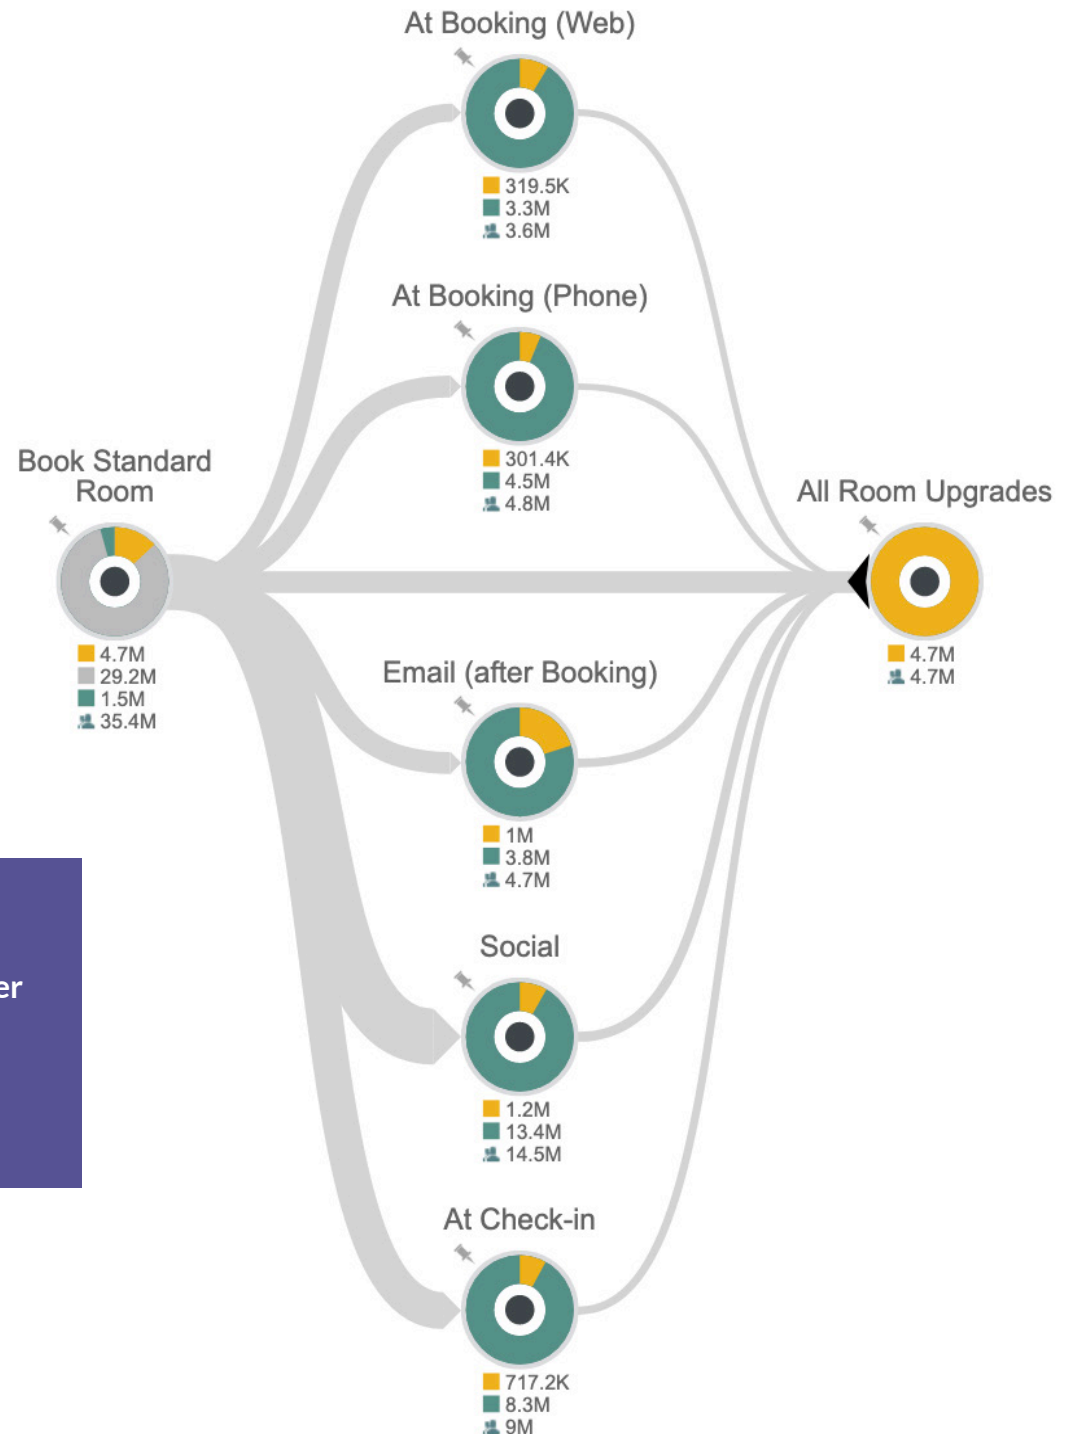 At Booking (Web)
319.5K
3.3M
3.6M
At Booking (Phone)
301.4K
4.5M
4.8M
Book Standard
Room
4.7M
29.2M
1.5M
35.4M
All Room Upgrades
4.7M
4.7M
Email (after Booking)
1M
3.8M
4.7M
er
Social
1.2M
13.4M
14.5M
At Check-in
717.2K
8.3M
9M